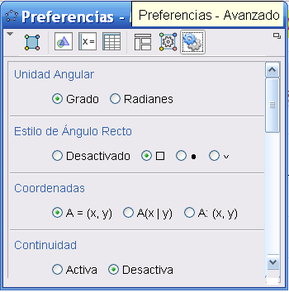 Preferencias -
Preferencias - Avanzado
Unidad Angular
Grado Radianes
Estilo de Ángulo Recto
Desactivado
Coordenadas
A = (x, y) A(x | y) A: (x, y)
Continuidad
Activa Desactiva